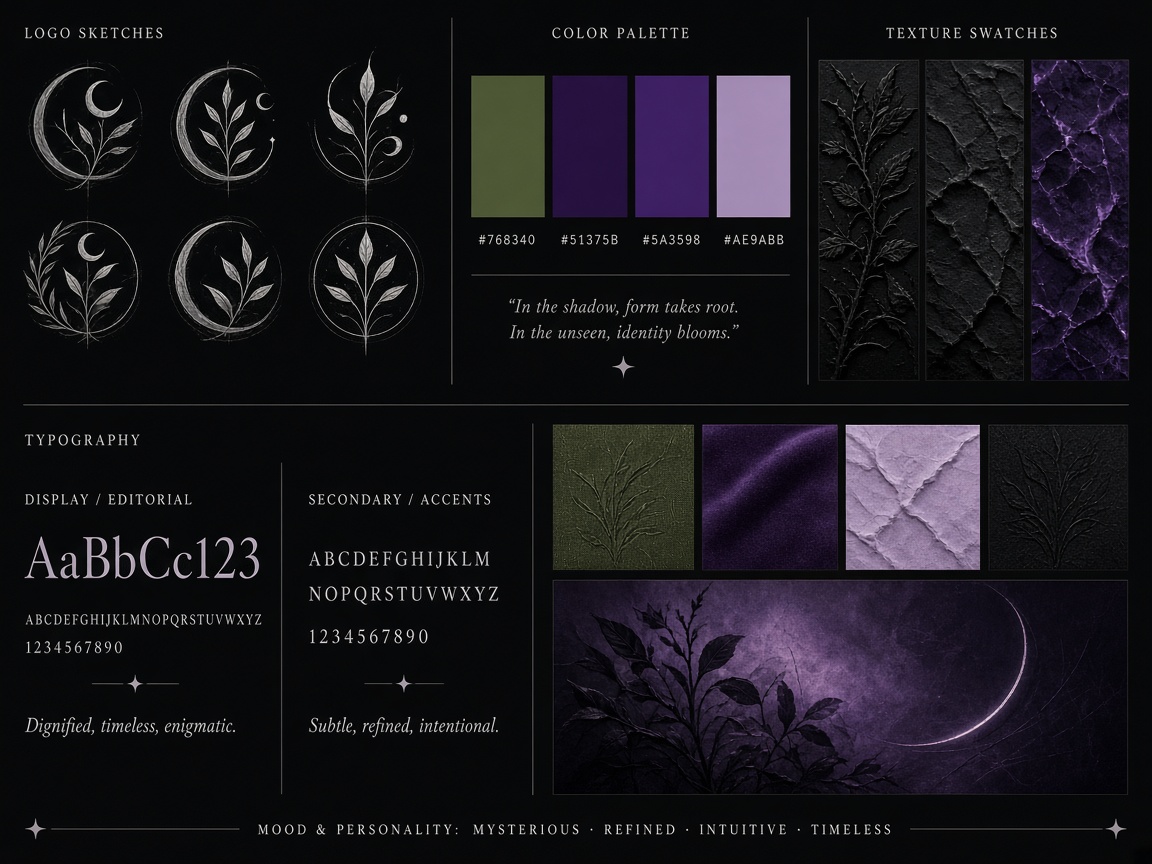 LOGO SKETCHES
COLOR PALETTE
TEXTURE SWATCHES
#768340
#51375B
#5A3598
#AE9ABB
“In the shadow, form takes root.
In the unseen, identity blooms.”
TYPOGRAPHY
DISPLAY / EDITORIAL
AaBbCc123
ABCDEFGHIJKLMNOPQRSTUVWXYZ
1234567890
Dignified, timeless, enigmatic.
SECONDARY / ACCENTS
ABCDEFGHIJKLM
NOPQRSTUVWXYZ
1234567890
Subtle, refined, intentional.
MOOD & PERSONALITY: MYSTERIOUS · REFINED · INTUITIVE · TIMELESS